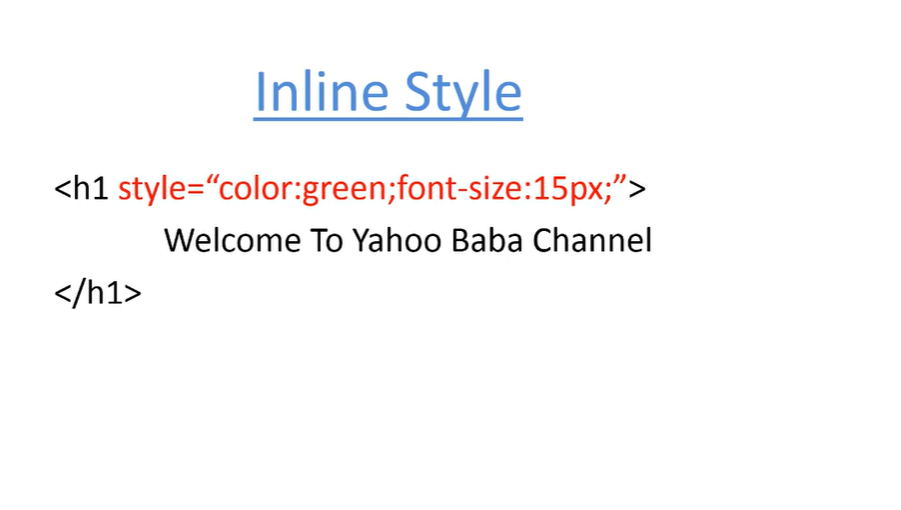 Inline Style
<h1 style=“color:green;font-size:15px;”>
Welcome To Yahoo Baba Channel
</h1>